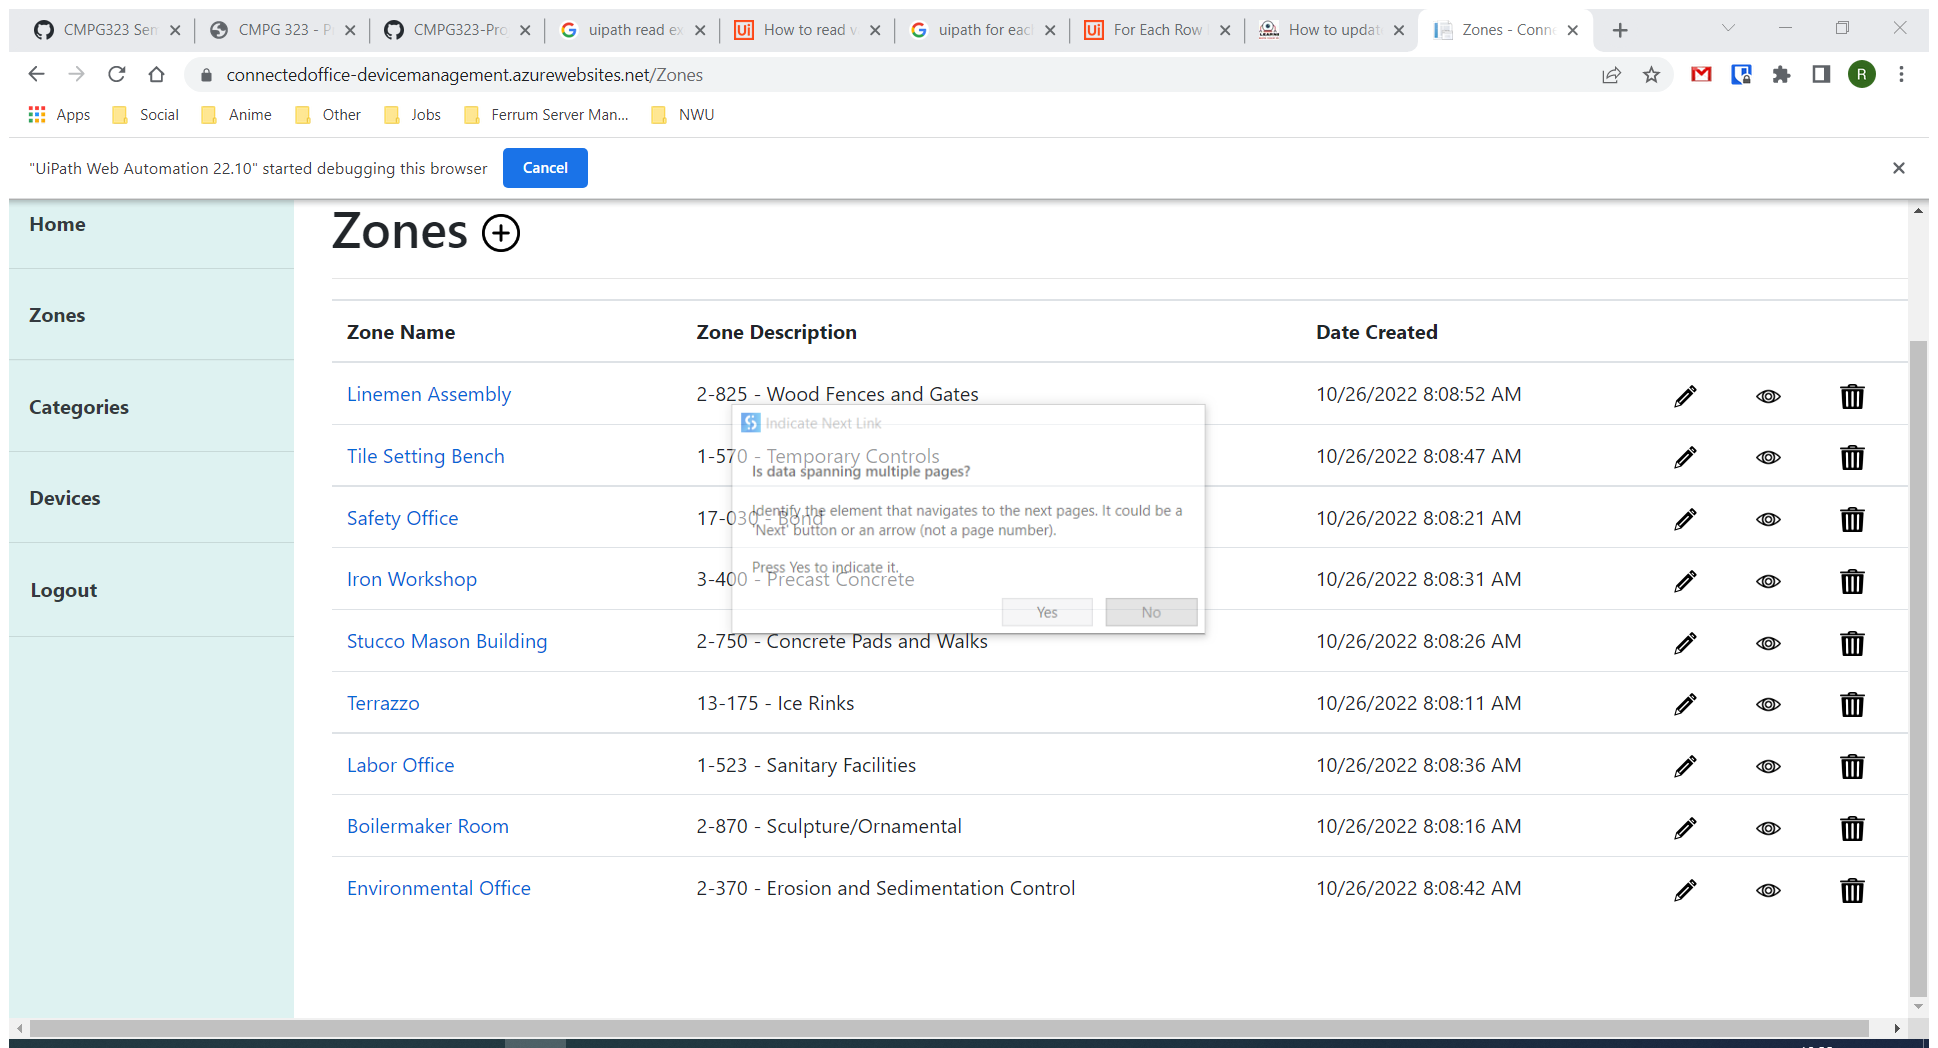 CMPG323 Sem
CMPG 323 - P
CMPG323-Pro
uipath read ex
How to read v
uipath for each
For Each Row
How to update
Zones - Conne
connectedoffice-devicemanagement.azurewebsites.net/Zones
R
Apps
Social
Anime
Other
Jobs
Ferrum Server Man...
NWU
"UiPath Web Automation 22.10" started debugging this browser
Cancel
Home
Zones
Categories
Devices
Logout
Zones
Zone Name Zone Description Date Created
Linemen Assembly 2-825 - Wood Fences and Gates 10/26/2022 8:08:52 AM
Tile Setting Bench 1-570 - Temporary Controls 10/26/2022 8:08:47 AM
Safety Office 17-030 - Bond 10/26/2022 8:08:21 AM
Iron Workshop 3-400 - Precast Concrete 10/26/2022 8:08:31 AM
Stucco Mason Building 2-750 - Concrete Pads and Walks 10/26/2022 8:08:26 AM
Terrazzo 13-175 - Ice Rinks 10/26/2022 8:08:11 AM
Labor Office 1-523 - Sanitary Facilities 10/26/2022 8:08:36 AM
Boilermaker Room 2-870 - Sculpture/Ornamental 10/26/2022 8:08:16 AM
Environmental Office 2-370 - Erosion and Sedimentation Control 10/26/2022 8:08:42 AM
Indicate Next Link
Is data spanning multiple pages?
Identify the element that navigates to the next pages. It could be a
'Next' button or an arrow (not a page number).
Press Yes to indicate it.
Yes
No